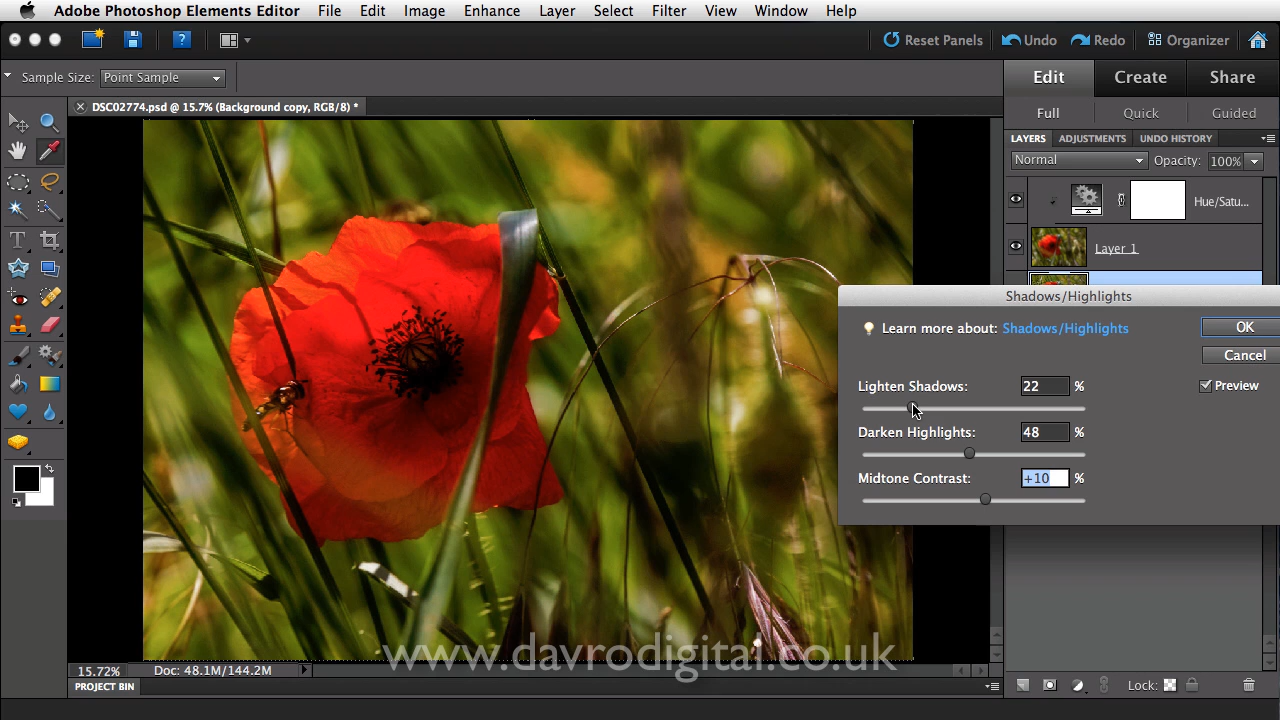 Adobe Photoshop Elements Editor File Edit Image Enhance Layer Select Filter View Window Help
? Reset Panels Undo Redo Organizer
Sample Size: Point Sample
Edit Create Share
DSC02774.psd @ 15.7% (Background copy, RGB/8) *
Full Quick Guided
LAYERS ADJUSTMENTS UNDO HISTORY
Normal Opacity: 100%
Hue/Satu...
Layer 1
T
Shadows/Highlights
Learn more about: Shadows/Highlights
OK
Cancel
Lighten Shadows: 22 %
Preview
Darken Highlights: 48 %
Midtone Contrast: +10 %
www.davrodigital.co.uk
15.72% Doc: 48.1M/144.2M
PROJECT BIN
Lock: